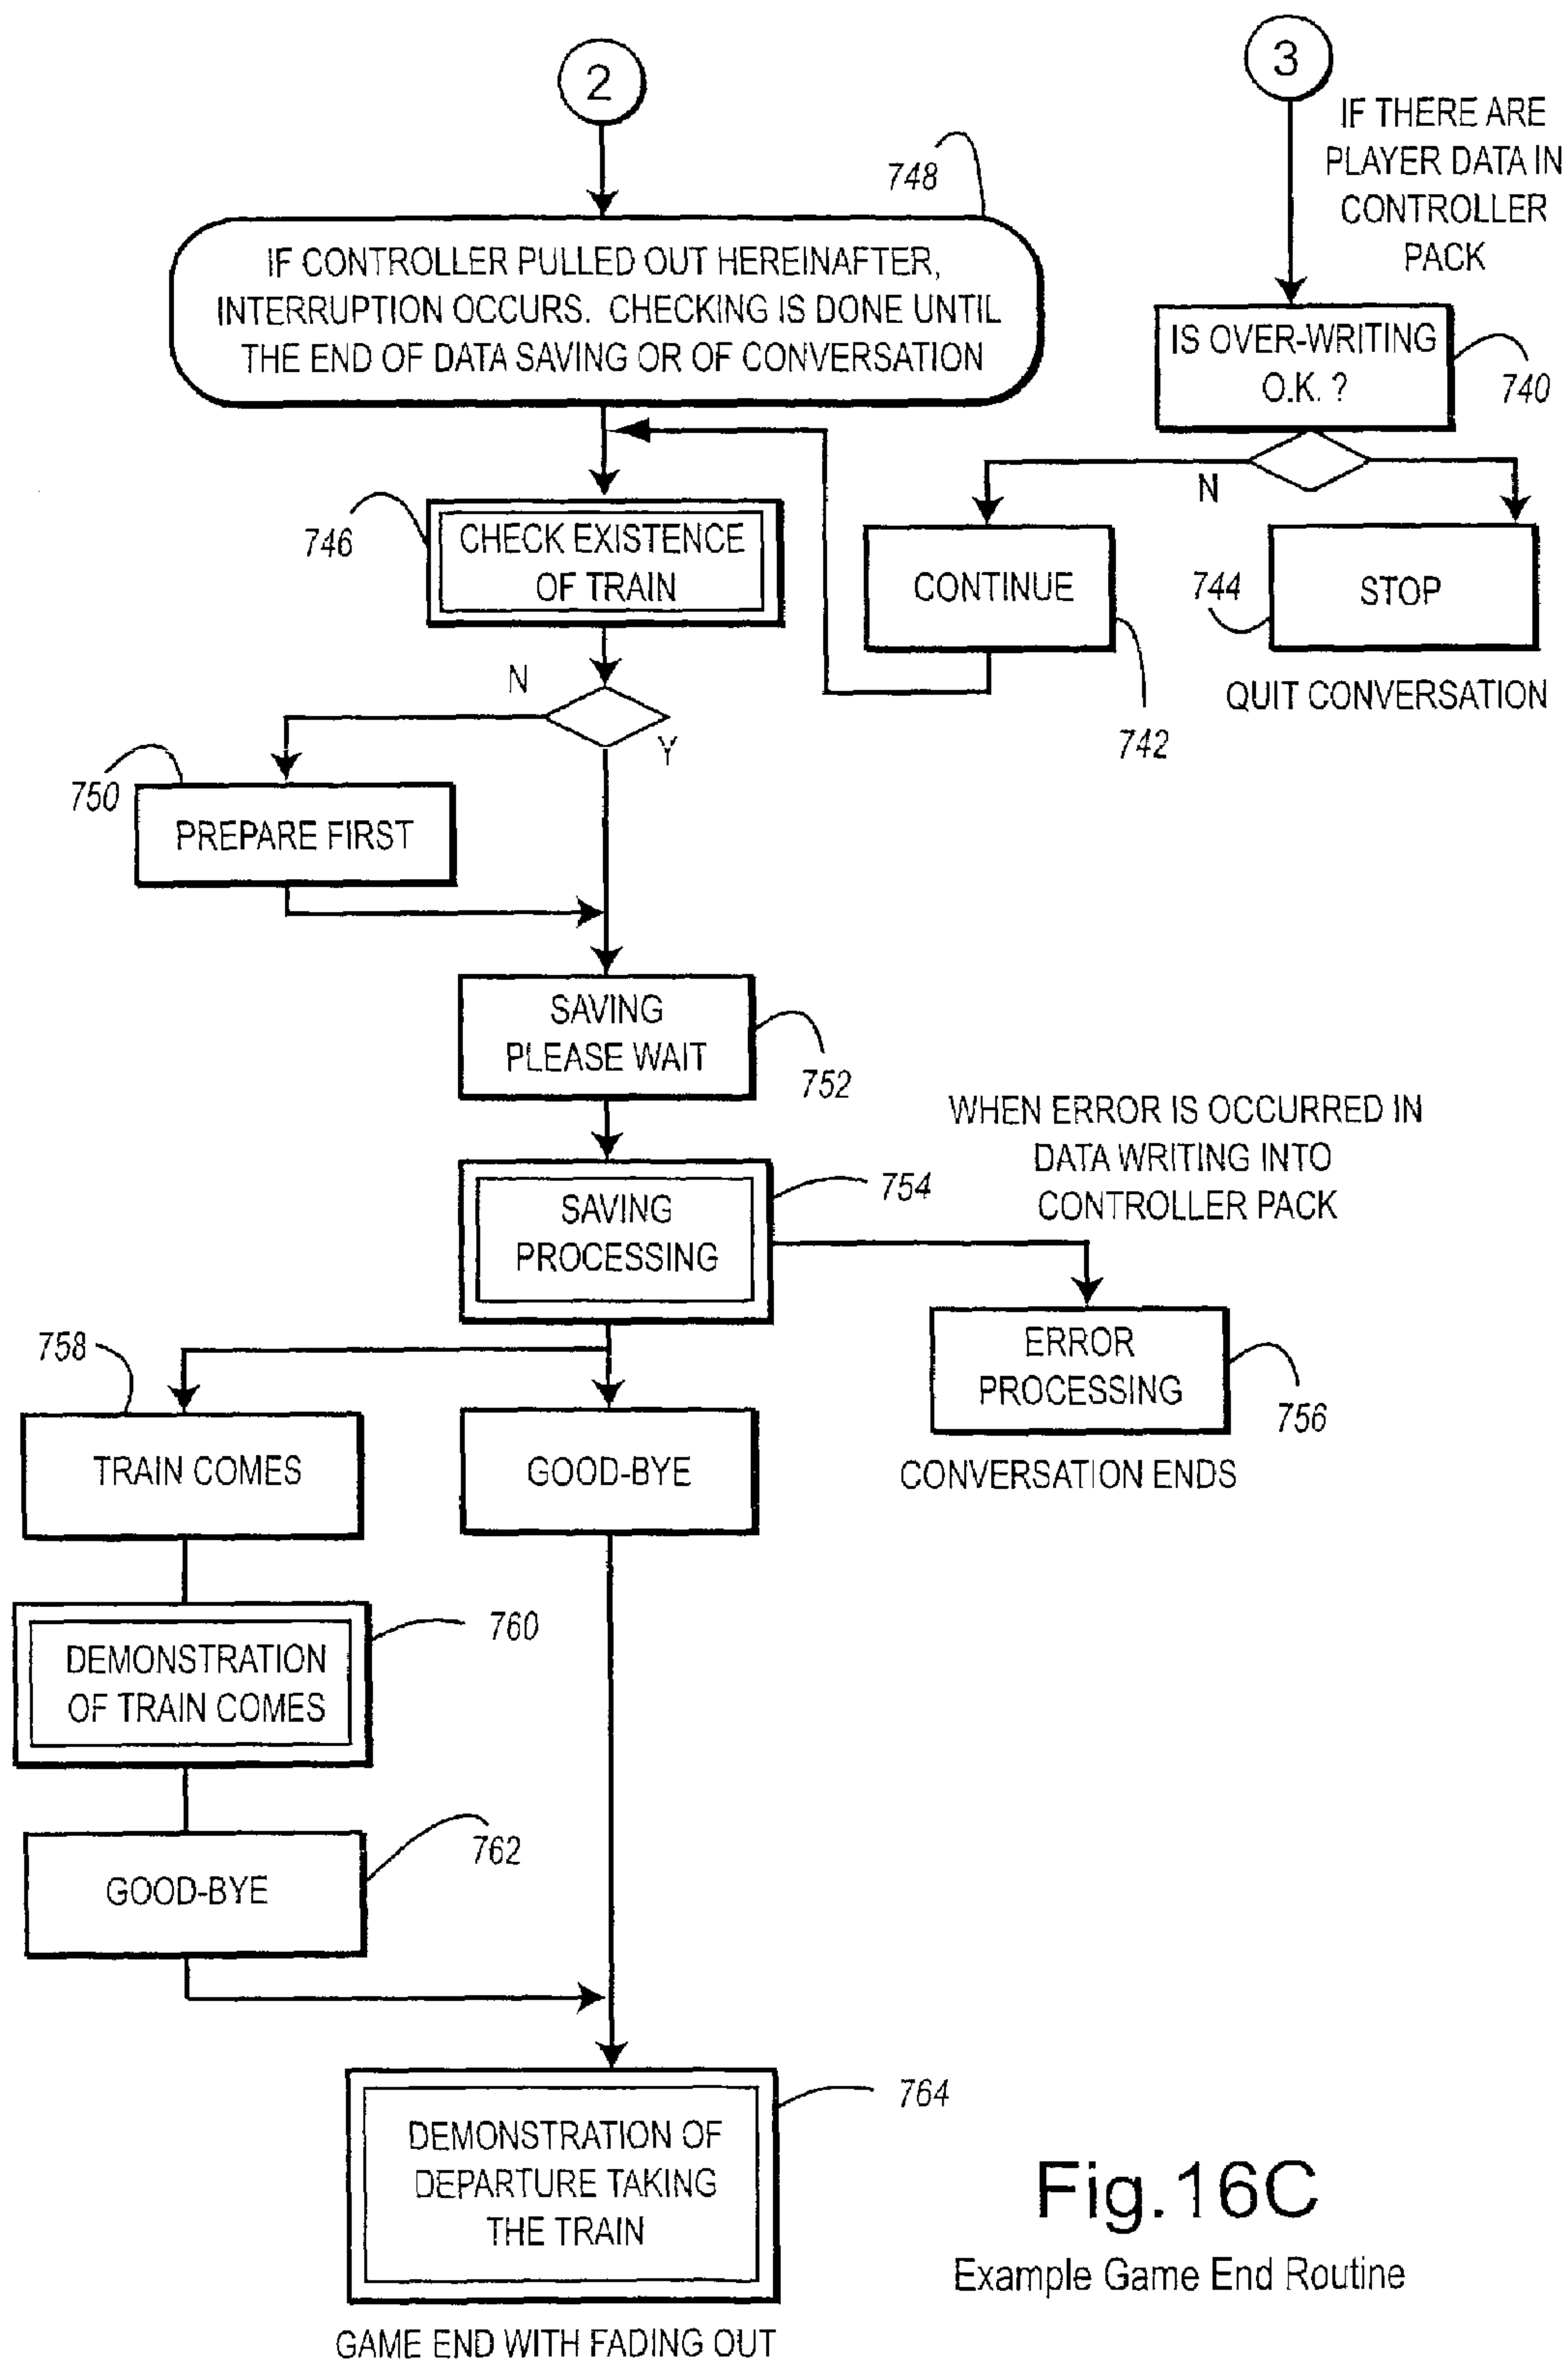 2
748
IF CONTROLLER PULLED OUT HEREINAFTER,
INTERRUPTION OCCURS. CHECKING IS DONE UNTIL
THE END OF DATA SAVING OR OF CONVERSATION
3
IF THERE ARE
PLAYER DATA IN
CONTROLLER
PACK
IS OVER-WRITING
O.K. ?
740
N
746
CHECK EXISTENCE
OF TRAIN
CONTINUE
742
744
STOP
QUIT CONVERSATION
N
Y
750
PREPARE FIRST
SAVING
PLEASE WAIT
752
SAVING
PROCESSING
754
WHEN ERROR IS OCCURRED IN
DATA WRITING INTO
CONTROLLER PACK
ERROR
PROCESSING
756
CONVERSATION ENDS
758
TRAIN COMES
GOOD-BYE
DEMONSTRATION
OF TRAIN COMES
760
GOOD-BYE
762
DEMONSTRATION OF
DEPARTURE TAKING
THE TRAIN
764
GAME END WITH FADING OUT
Fig.16C
Example Game End Routine